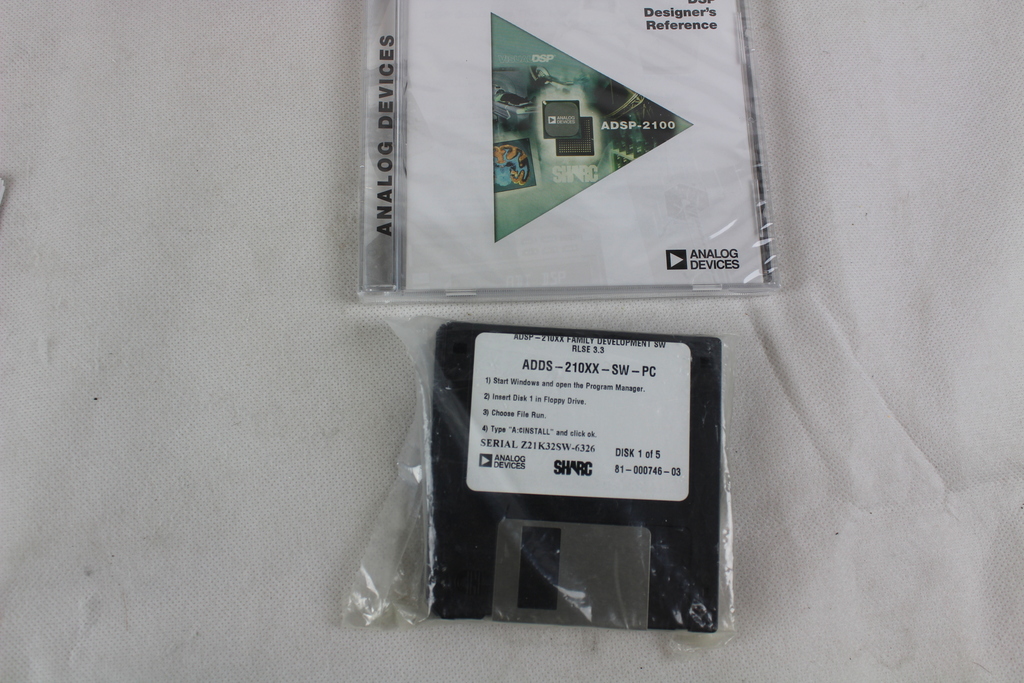 DSP
Designer's
Reference
ANALOG DEVICES
DSP
ANALOG
DEVICES
ADSP-2100
SHARC
ANALOG
DEVICES
ADSP-210XX FAMILY DEVELOPMENT SW
RLSE 3.3
ADDS-210XX-SW-PC
1) Start Windows and open the Program Manager.
2) Insert Disk 1 in Floppy Drive.
3) Choose File Run.
4) Type "A:\INSTALL" and click ok.
SERIAL Z21K32SW-6326
DISK 1 of 5
ANALOG
DEVICES
SHARC
81-000746-03